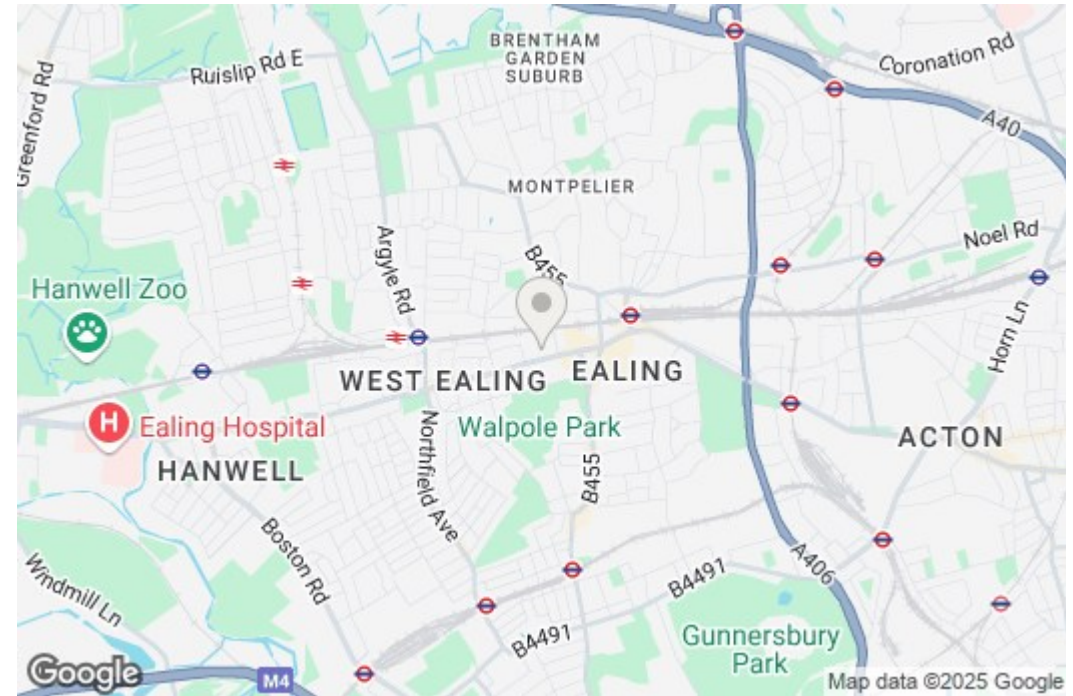 BRENTHAM
GARDEN
SUBURB
Coronation Rd
Ruislip Rd E
Greenford Rd
A40
MONTPELIER
Argyle Rd
B455
Noel Rd
Hanwell Zoo
Horn Ln
WEST EALING
EALING
H
Ealing Hospital
Walpole Park
ACTON
HANWELL
Northfield Ave
B455
Boston Rd
A406
B4491
Windmill Ln
B4491
Gunnersbury
Park
Google
M4
Map data ©2025 Google